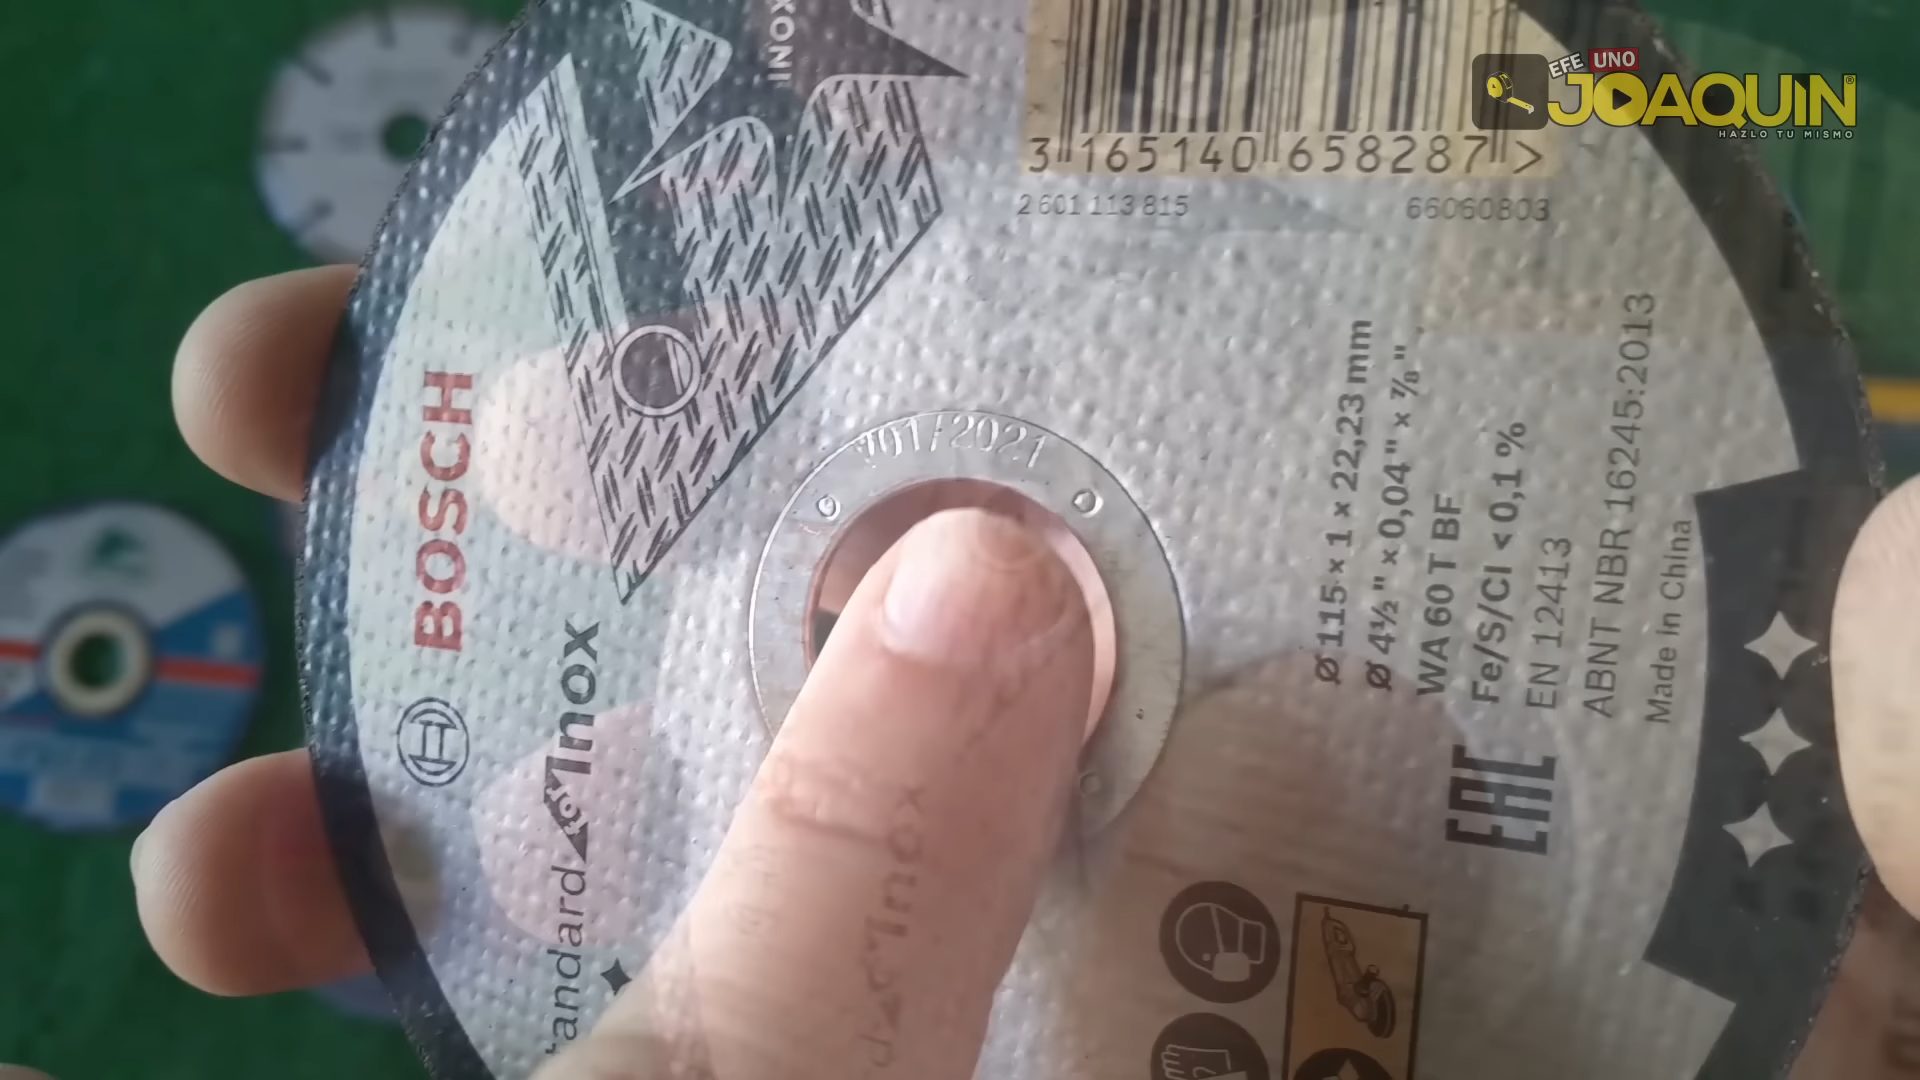 EFE UNO
JOAQUIN
HAZLO TU MISMO
INOX
3 165140 658287 >
2 601 113 815
66060803
01/2021
BOSCH
Standard for Inox
Ø 115 × 1 × 22,23 mm
Ø 4½" × 0,04" × ⅞"
WA 60 T BF
Fe/S/Cl < 0,1 %
EN 12413
ABNT NBR 16245:2013
Made in China
EAC